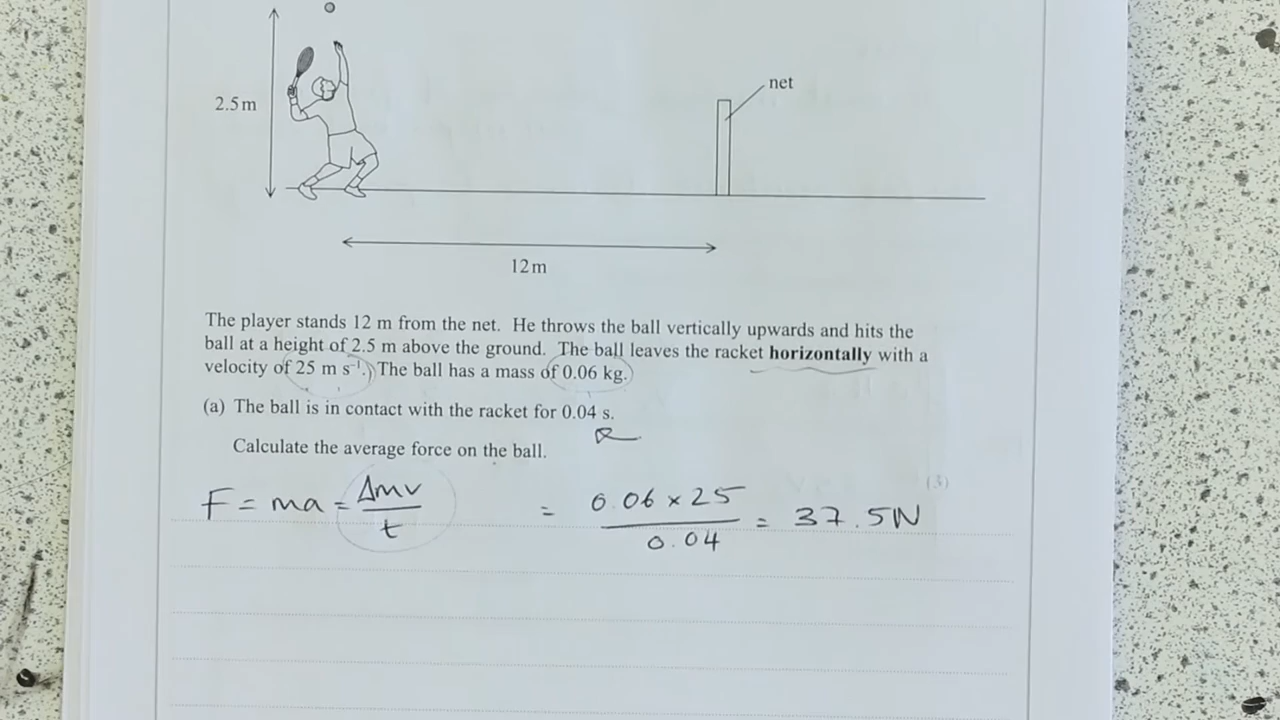 net
2.5 m
12 m
The player stands 12 m from the net. He throws the ball vertically upwards and hits the
ball at a height of 2.5 m above the ground. The ball leaves the racket horizontally with a
velocity of 25 m s⁻¹. The ball has a mass of 0.06 kg.
(a) The ball is in contact with the racket for 0.04 s.
Calculate the average force on the ball.
(3)
F = ma = Δmv/t = 0.06 × 25/0.04 = 37.5N